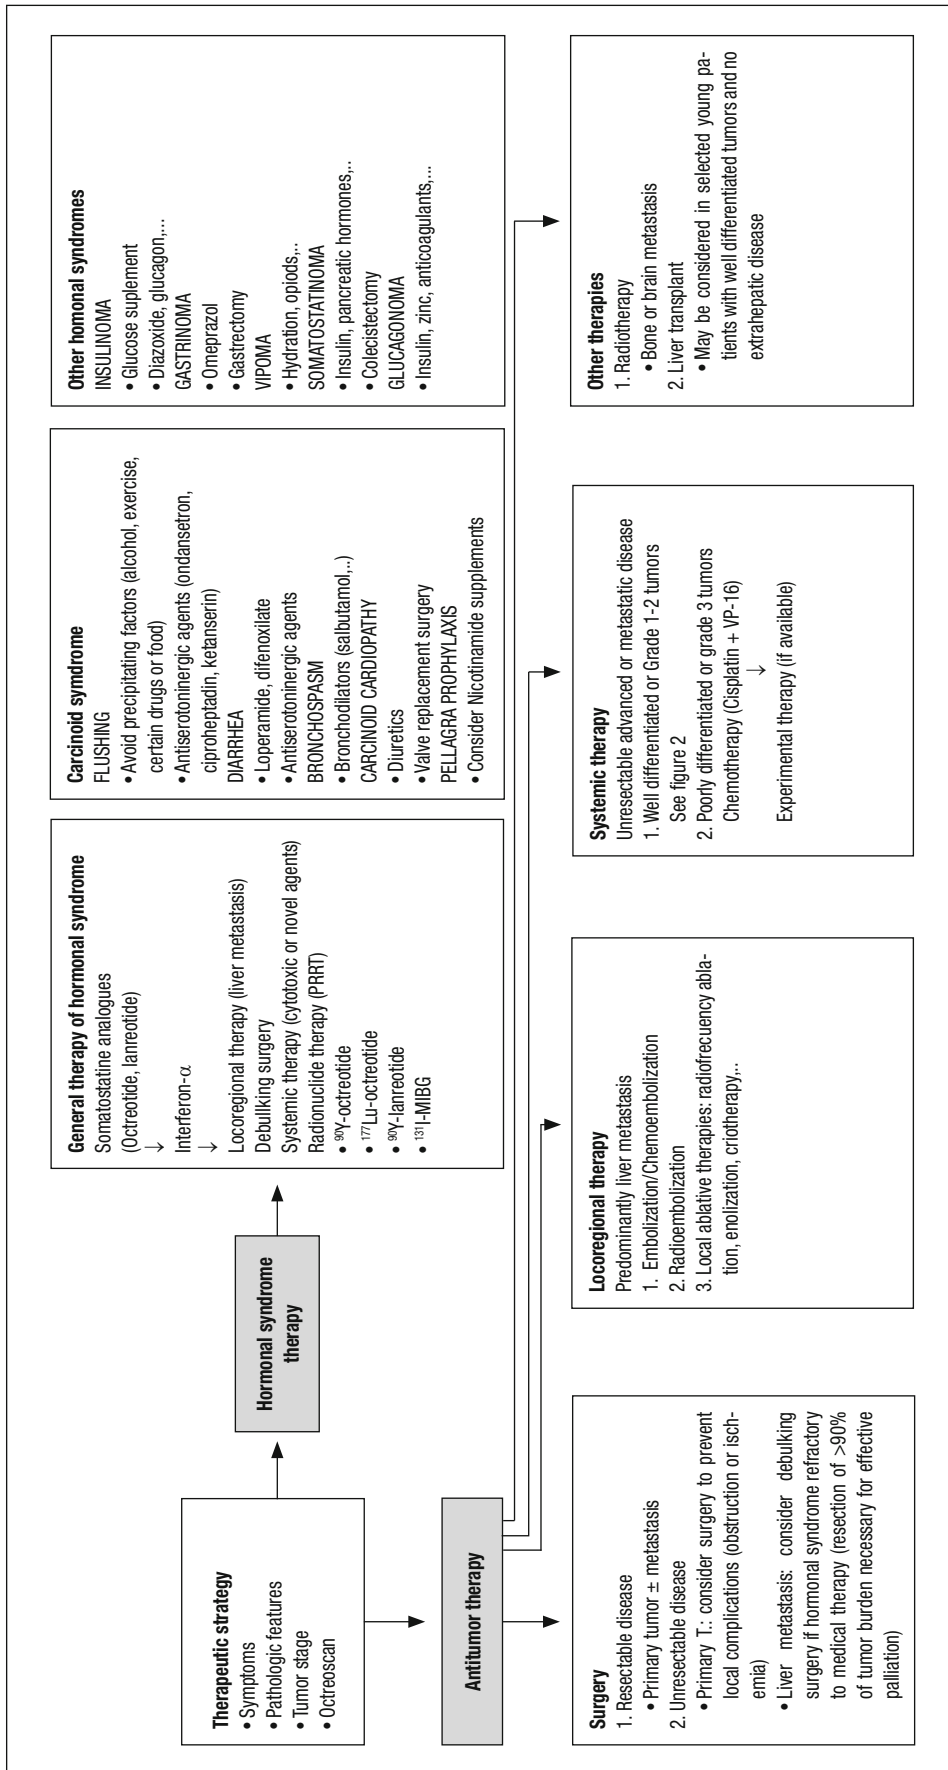 Therapeutic strategy
• Symptoms
• Pathologic features
• Tumor stage
• Octreoscan
Hormonal syndrome
therapy
General therapy of hormonal syndrome
Somatostatine analogues
(Octreotide, lanreotide)
↓
Interferon-α
↓
Locoregional therapy (liver metastasis)
Debullking surgery
Systemic therapy (cytotoxic or novel agents)
Radionuclide therapy (PRRT)
• ⁹⁰Y-octreotide
• ¹⁷⁷Lu-octreotide
• ⁹⁰Y-lanreotide
• ¹³¹I-MIBG
Carcinoid symdrome
FLUSHING
• Avoid precipitating factors (alcohol, exercise,
certain drugs or food)
• Antiserotoninergic agents (ondansetron,
ciproheptadin, ketanserin)
DIARRHEA
• Loperamide, difenoxilate
• Antiserotoninergic agents
BRONCHOSPASM
• Bronchodilators (salbutamol,..)
CARCINOID CARDIOPATHY
• Diuretics
• Valve replacement surgery
PELLAGRA PROPHYLAXIS
• Consider Nicotinamide supplements
Other homonal syndromes
INSULINOMA
• Glucose suplement
• Diazoxide, glucagon,...
GASTRINOMA
• Omeprazol
• Gastrectomy
VIPOMA
• Hydration, opiods,..
SOMATOSTATINOMA
• Insulin, pancreatic hormones,..
• Colecistectomy
GLUCAGONOMA
• Insulin, zinc, anticoagulants,...
Antitumor therapy
Surgery
1. Resectable disease
• Primary tumor ± metastasis
2. Unresectable disease
• Primary T.: consider surgery to prevent
local complications (obstruction or isch-
emia)
• Liver metastasis: consider debulking
surgery if hormonal syndrome refractory
to medical therapy (resection of >90%
of tumor burden necessary for effective
palliation)
Locoregional therapy
Predominantly liver metastasis
1. Embolization/Chemoembolization
2. Radioembolization
3. Local ablative therapies: radiofrecuency abla-
tion, enolization, criotherapy,..
Systemic therapy
Unresectable advanced or metastatic disease
1. Well differentiated or Grade 1-2 tumors
See figure 2
2. Poorly differentiated or grade 3 tumors
Chemotherapy (Cisplatin + VP-16)
↓
Experimental therapy (if available)
Other therapies
1. Radiotherapy
• Bone or brain metastasis
2. Liver transplant
• May be considered in selected young pa-
tients with well differentiated tumors and no
extrahepatic disease